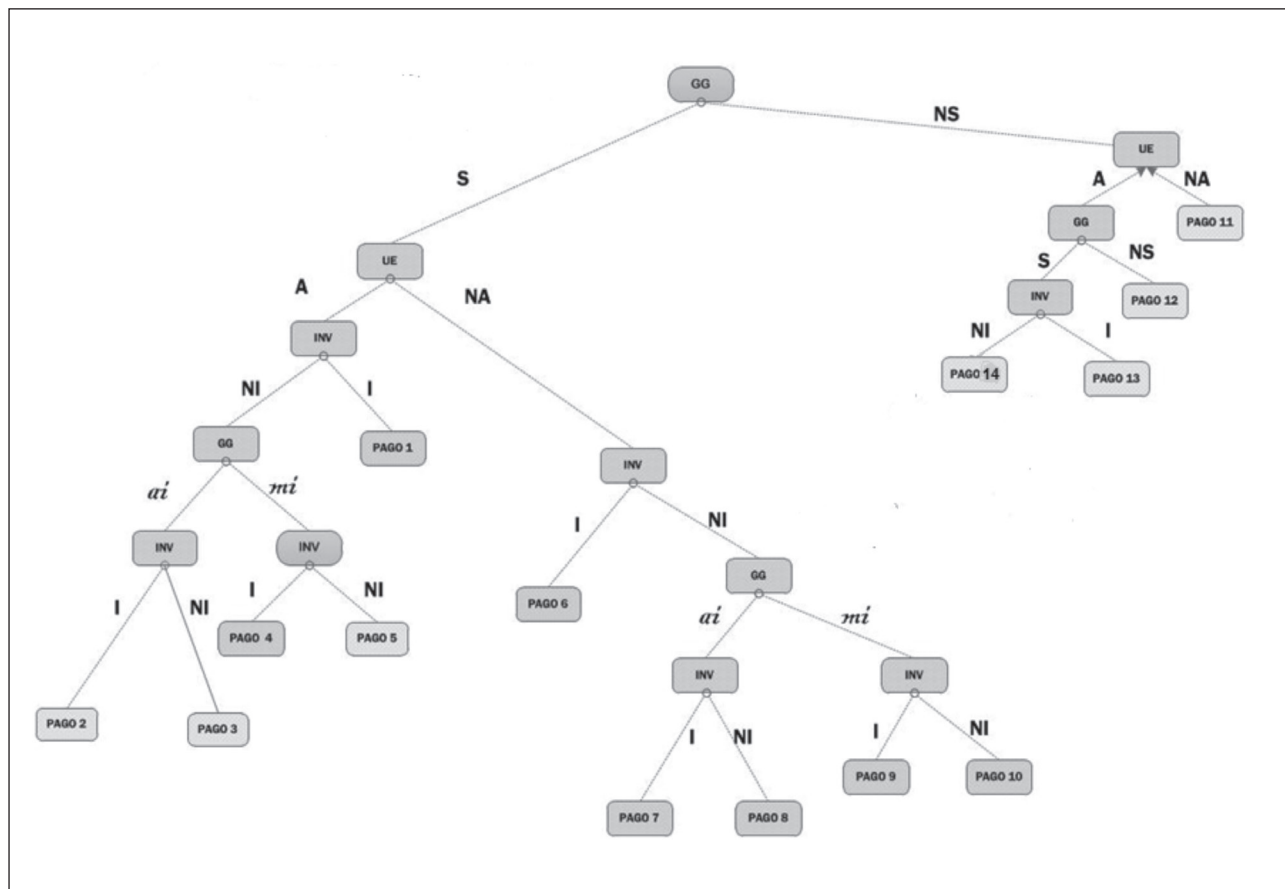 GG
NS
UE
S
A
NA
GG
PAGO 11
UE
S
NS
A
NA
INV
PAGO 12
INV
NI
I
NI
I
PAGO 14
PAGO 13
GG
PAGO 1
INV
ai
mi
I
NI
INV
INV
GG
I
NI
I
NI
PAGO 6
ai
mi
PAGO 4
PAGO 5
INV
INV
PAGO 2
PAGO 3
I
NI
I
NI
PAGO 9
PAGO 10
PAGO 7
PAGO 8